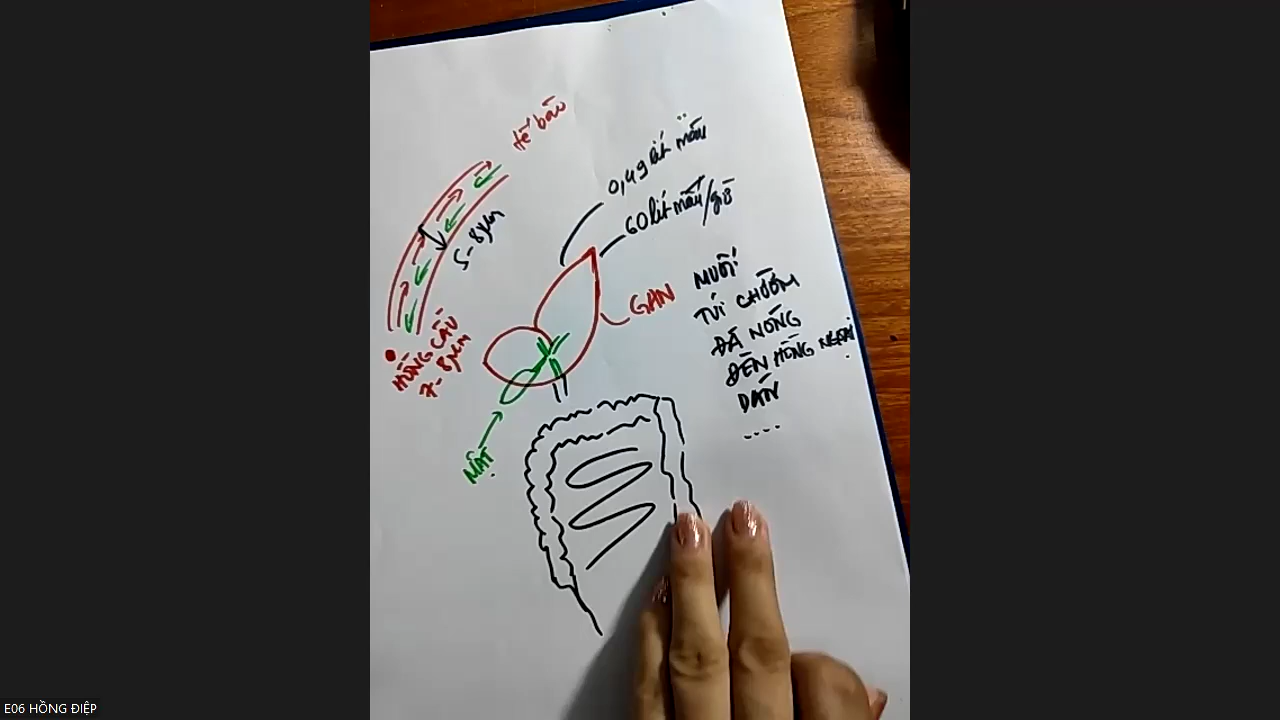 tế bào
0,49 lít máu
60 lít máu/giờ
5-8µm
GAN
HỒNG CẦU
7-8µm
MUỐI
TÚI CHƯỜM
ĐÁ NÓNG
ĐÈN HỒNG NGOẠI
DÁN
....
MẬT
E06 HỒNG ĐIỆP